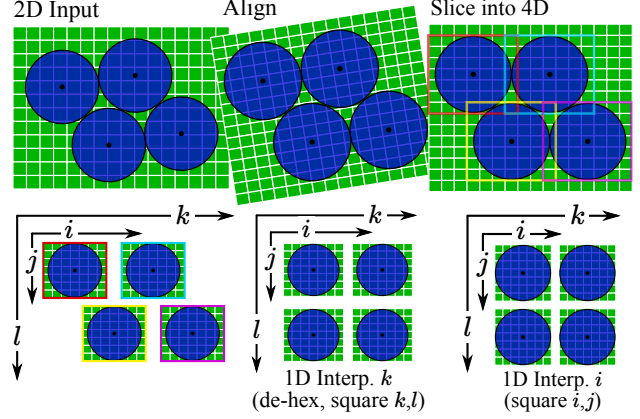 2D Input
Align
Slice into 4D
k
i
j
l
k
i
j
l
1D Interp. k
(de-hex, square k,l)
k
i
j
l
1D Interp. i
(square i,j)